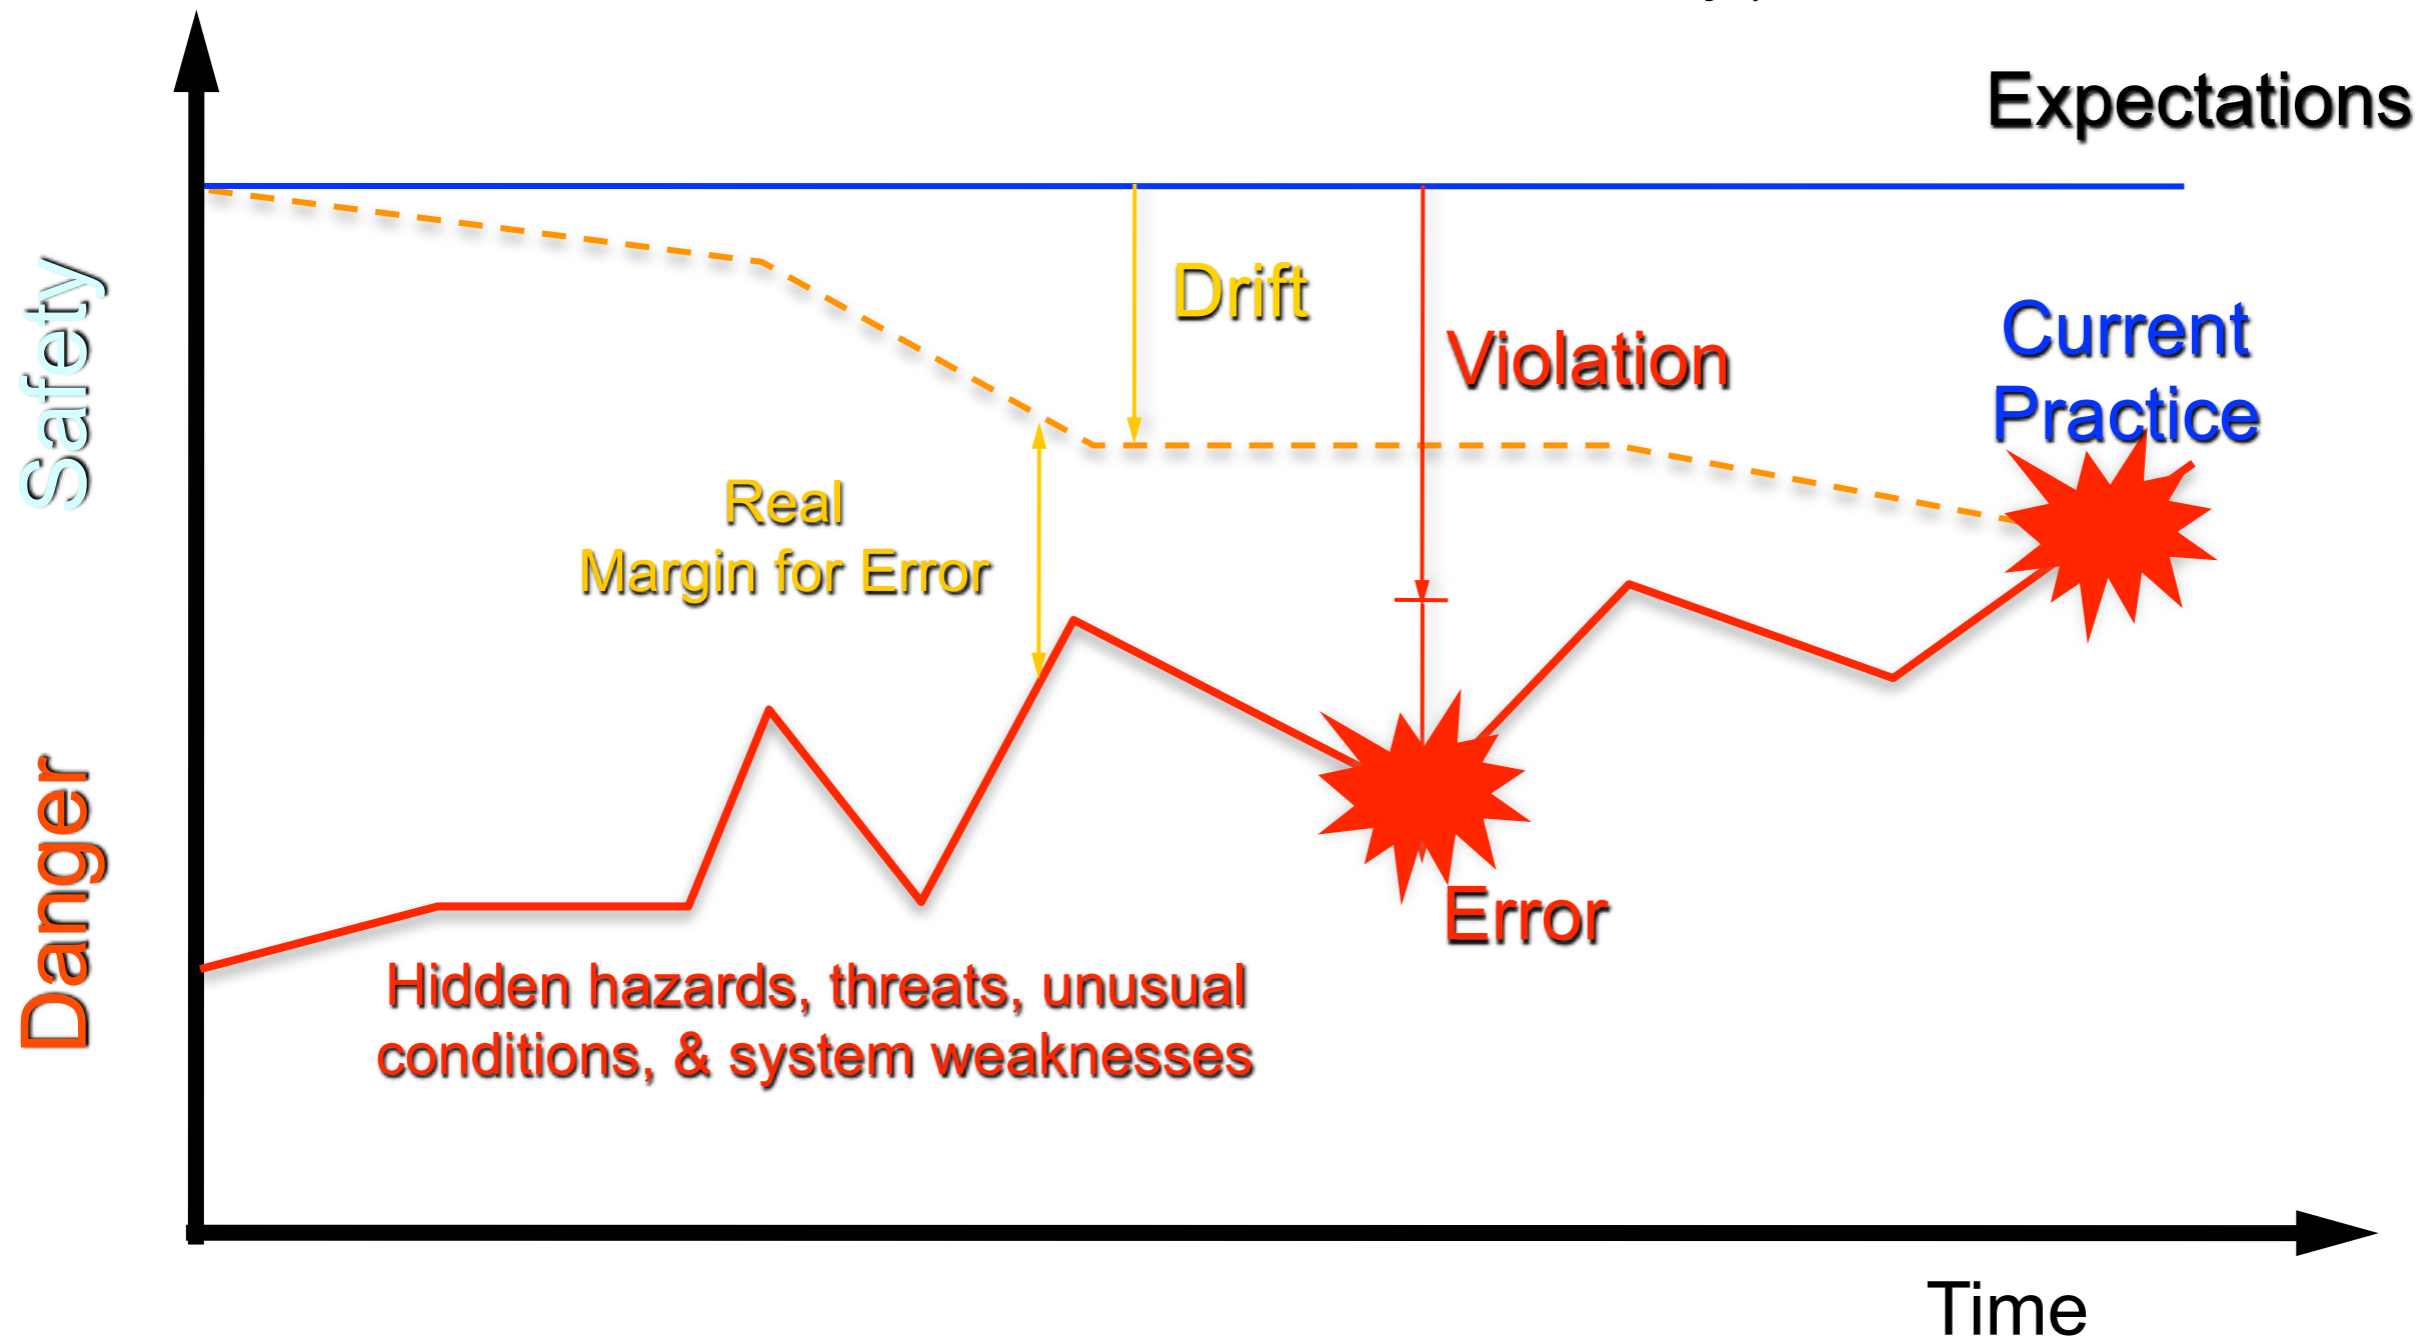 Expectations
Safety
Drift
Violation
Current
Practice
Real
Margin for Error
Danger
Error
Hidden hazards, threats, unusual
conditions, & system weaknesses
Time